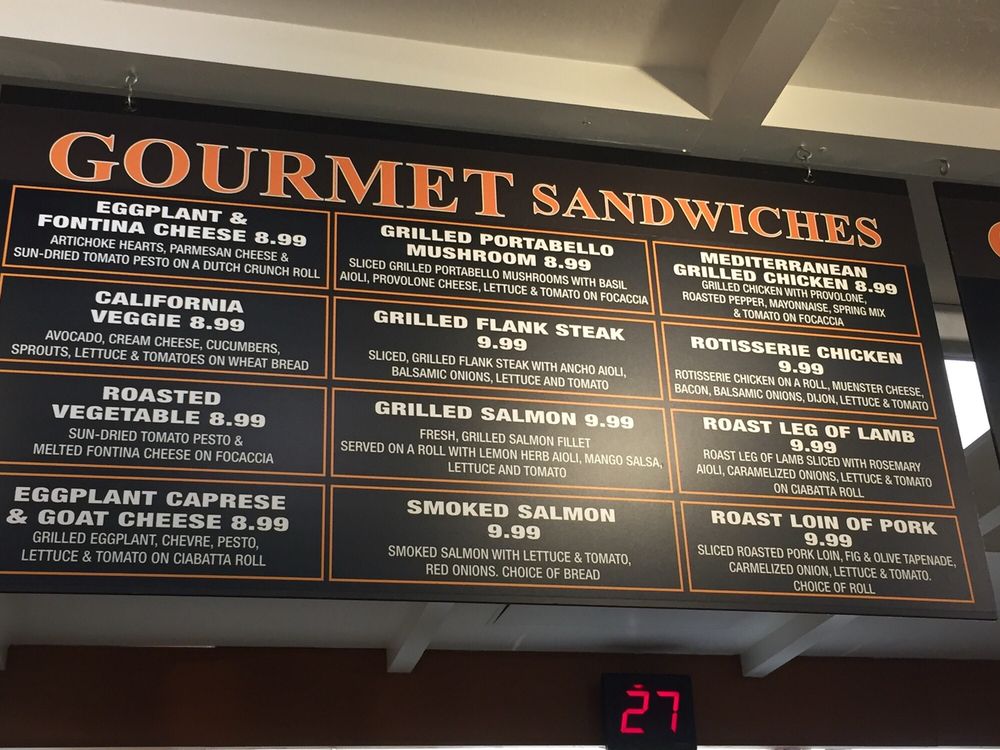 GOURMET SANDWICHES
EGGPLANT &
FONTINA CHEESE 8.99
ARTICHOKE HEARTS, PARMESAN CHEESE &
SUN-DRIED TOMATO PESTO ON A DUTCH CRUNCH ROLL
CALIFORNIA
VEGGIE 8.99
AVOCADO, CREAM CHEESE, CUCUMBERS,
SPROUTS, LETTUCE & TOMATOES ON WHEAT BREAD
ROASTED
VEGETABLE 8.99
SUN-DRIED TOMATO PESTO &
MELTED FONTINA CHEESE ON FOCACCIA
EGGPLANT CAPRESE
& GOAT CHEESE 8.99
GRILLED EGGPLANT, CHEVRE, PESTO,
LETTUCE & TOMATO ON CIABATTA ROLL
GRILLED PORTABELLO
MUSHROOM 8.99
SLICED GRILLED PORTABELLO MUSHROOMS WITH BASIL
AIOLI, PROVOLONE CHEESE, LETTUCE & TOMATO ON FOCACCIA
GRILLED FLANK STEAK
9.99
SLICED, GRILLED FLANK STEAK WITH ANCHO AIOLI,
BALSAMIC ONIONS, LETTUCE AND TOMATO
GRILLED SALMON 9.99
FRESH, GRILLED SALMON FILLET
SERVED ON A ROLL WITH LEMON HERB AIOLI, MANGO SALSA,
LETTUCE AND TOMATO
SMOKED SALMON
9.99
SMOKED SALMON WITH LETTUCE & TOMATO,
RED ONIONS. CHOICE OF BREAD
MEDITERRANEAN
GRILLED CHICKEN 8.99
GRILLED CHICKEN WITH PROVOLONE,
ROASTED PEPPER, MAYONNAISE, SPRING MIX
& TOMATO ON FOCACCIA
ROTISSERIE CHICKEN
9.99
ROTISSERIE CHICKEN ON A ROLL, MUENSTER CHEESE,
BACON, BALSAMIC ONIONS, DIJON, LETTUCE & TOMATO
ROAST LEG OF LAMB
9.99
ROAST LEG OF LAMB SLICED WITH ROSEMARY
AIOLI, CARAMELIZED ONIONS, LETTUCE & TOMATO
ON CIABATTA ROLL
ROAST LOIN OF PORK
9.99
SLICED ROASTED PORK LOIN, FIG & OLIVE TAPENADE,
CARMELIZED ONION, LETTUCE & TOMATO.
CHOICE OF ROLL
27